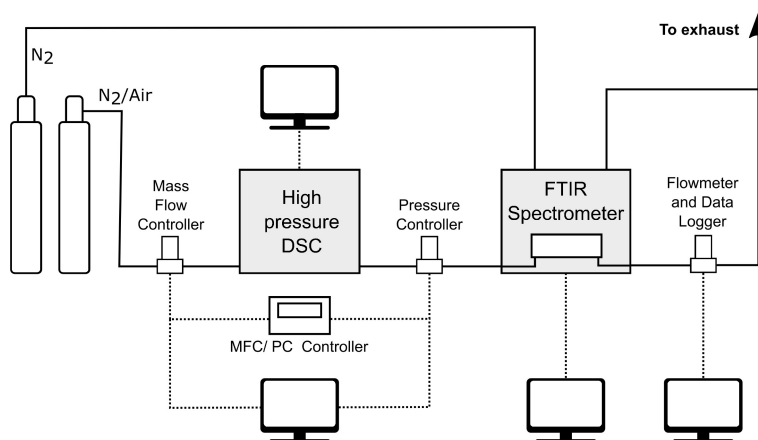 To exhaust
N2
N2/Air
Mass
Flow
Controller
High
pressure
DSC
Pressure
Controller
FTIR
Spectrometer
Flowmeter
and Data
Logger
MFC/ PC Controller